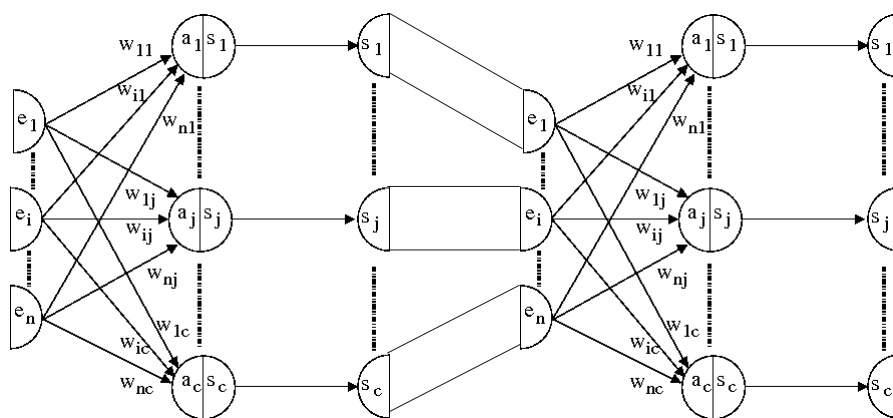 w11 a1 s1 s1 w11 a1 s1 s1
wi1 wi1
e1 wn1 e1 wn1
w1j w1j
ei aj sj sj ei aj sj sj
wij wij
wnj wnj
en en
w1c w1c
wic wic
wnc ac sc sc wnc ac sc sc